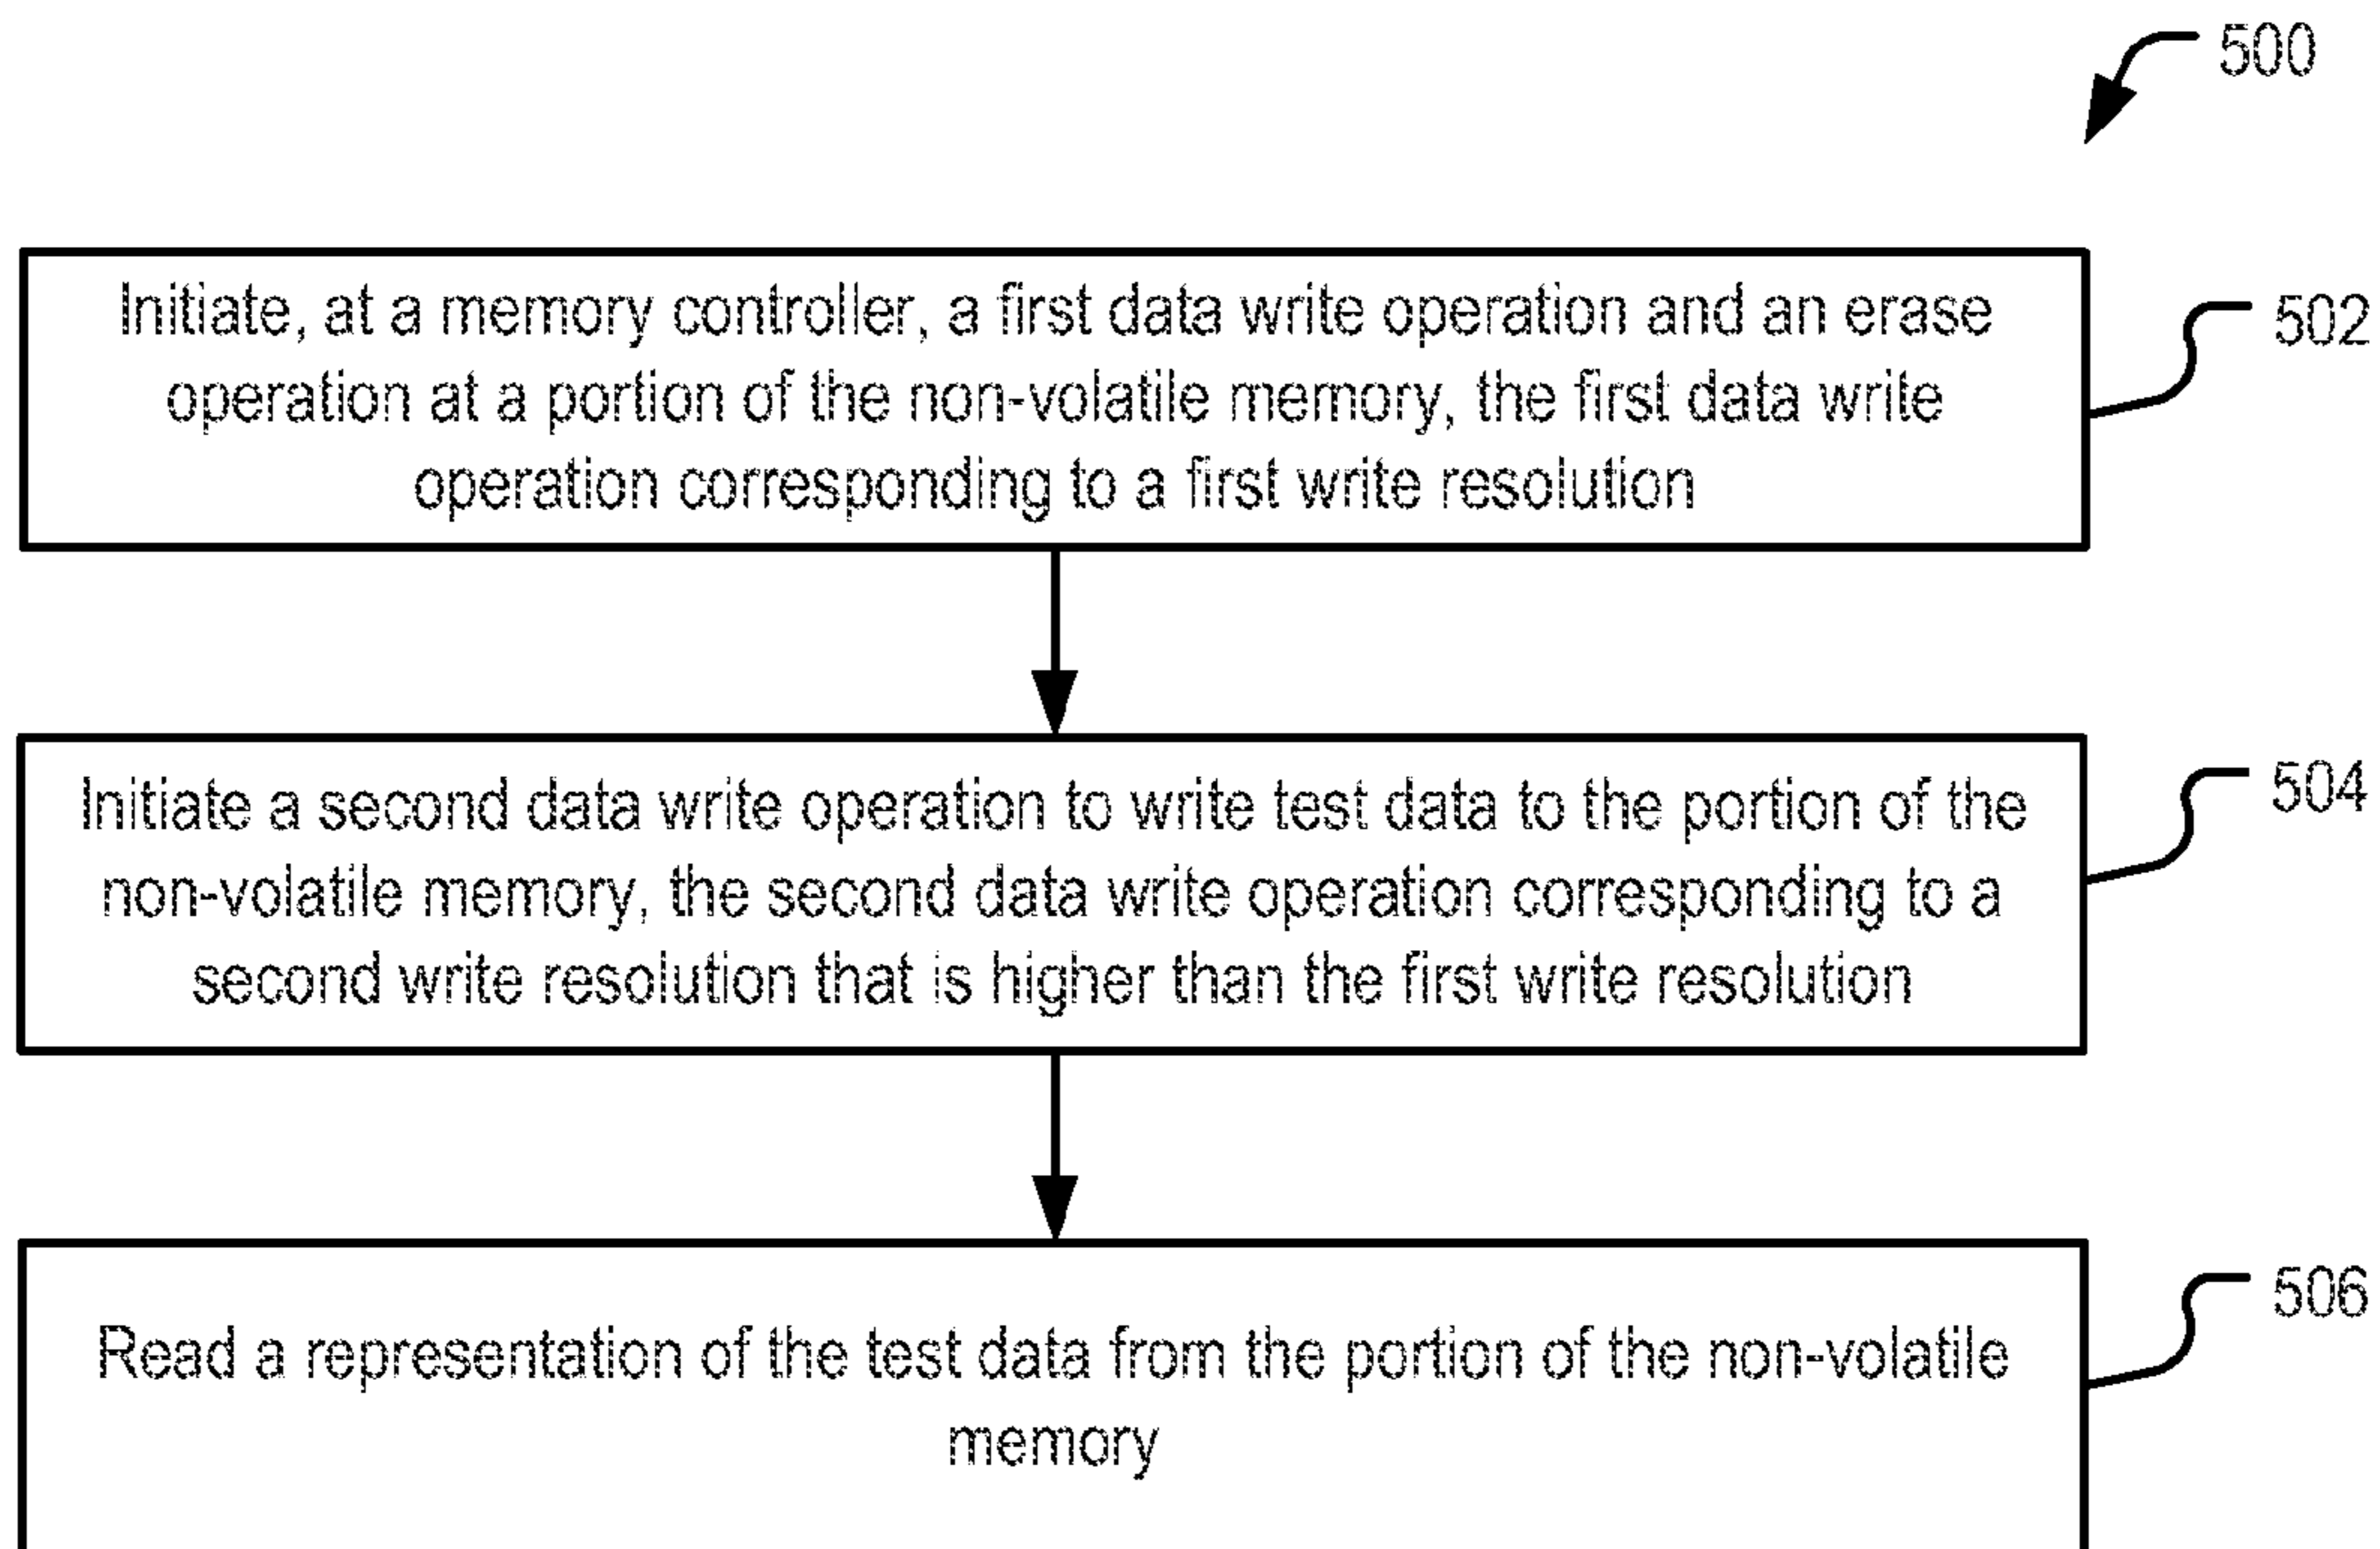 500
Initiate, at a memory controller, a first data write operation and an erase
operation at a portion of the non-volatile memory, the first data write
operation corresponding to a first write resolution
502
Initiate a second data write operation to write test data to the portion of the
non-volatile memory, the second data write operation corresponding to a
second write resolution that is higher than the first write resolution
504
Read a representation of the test data from the portion of the non-volatile
memory
506